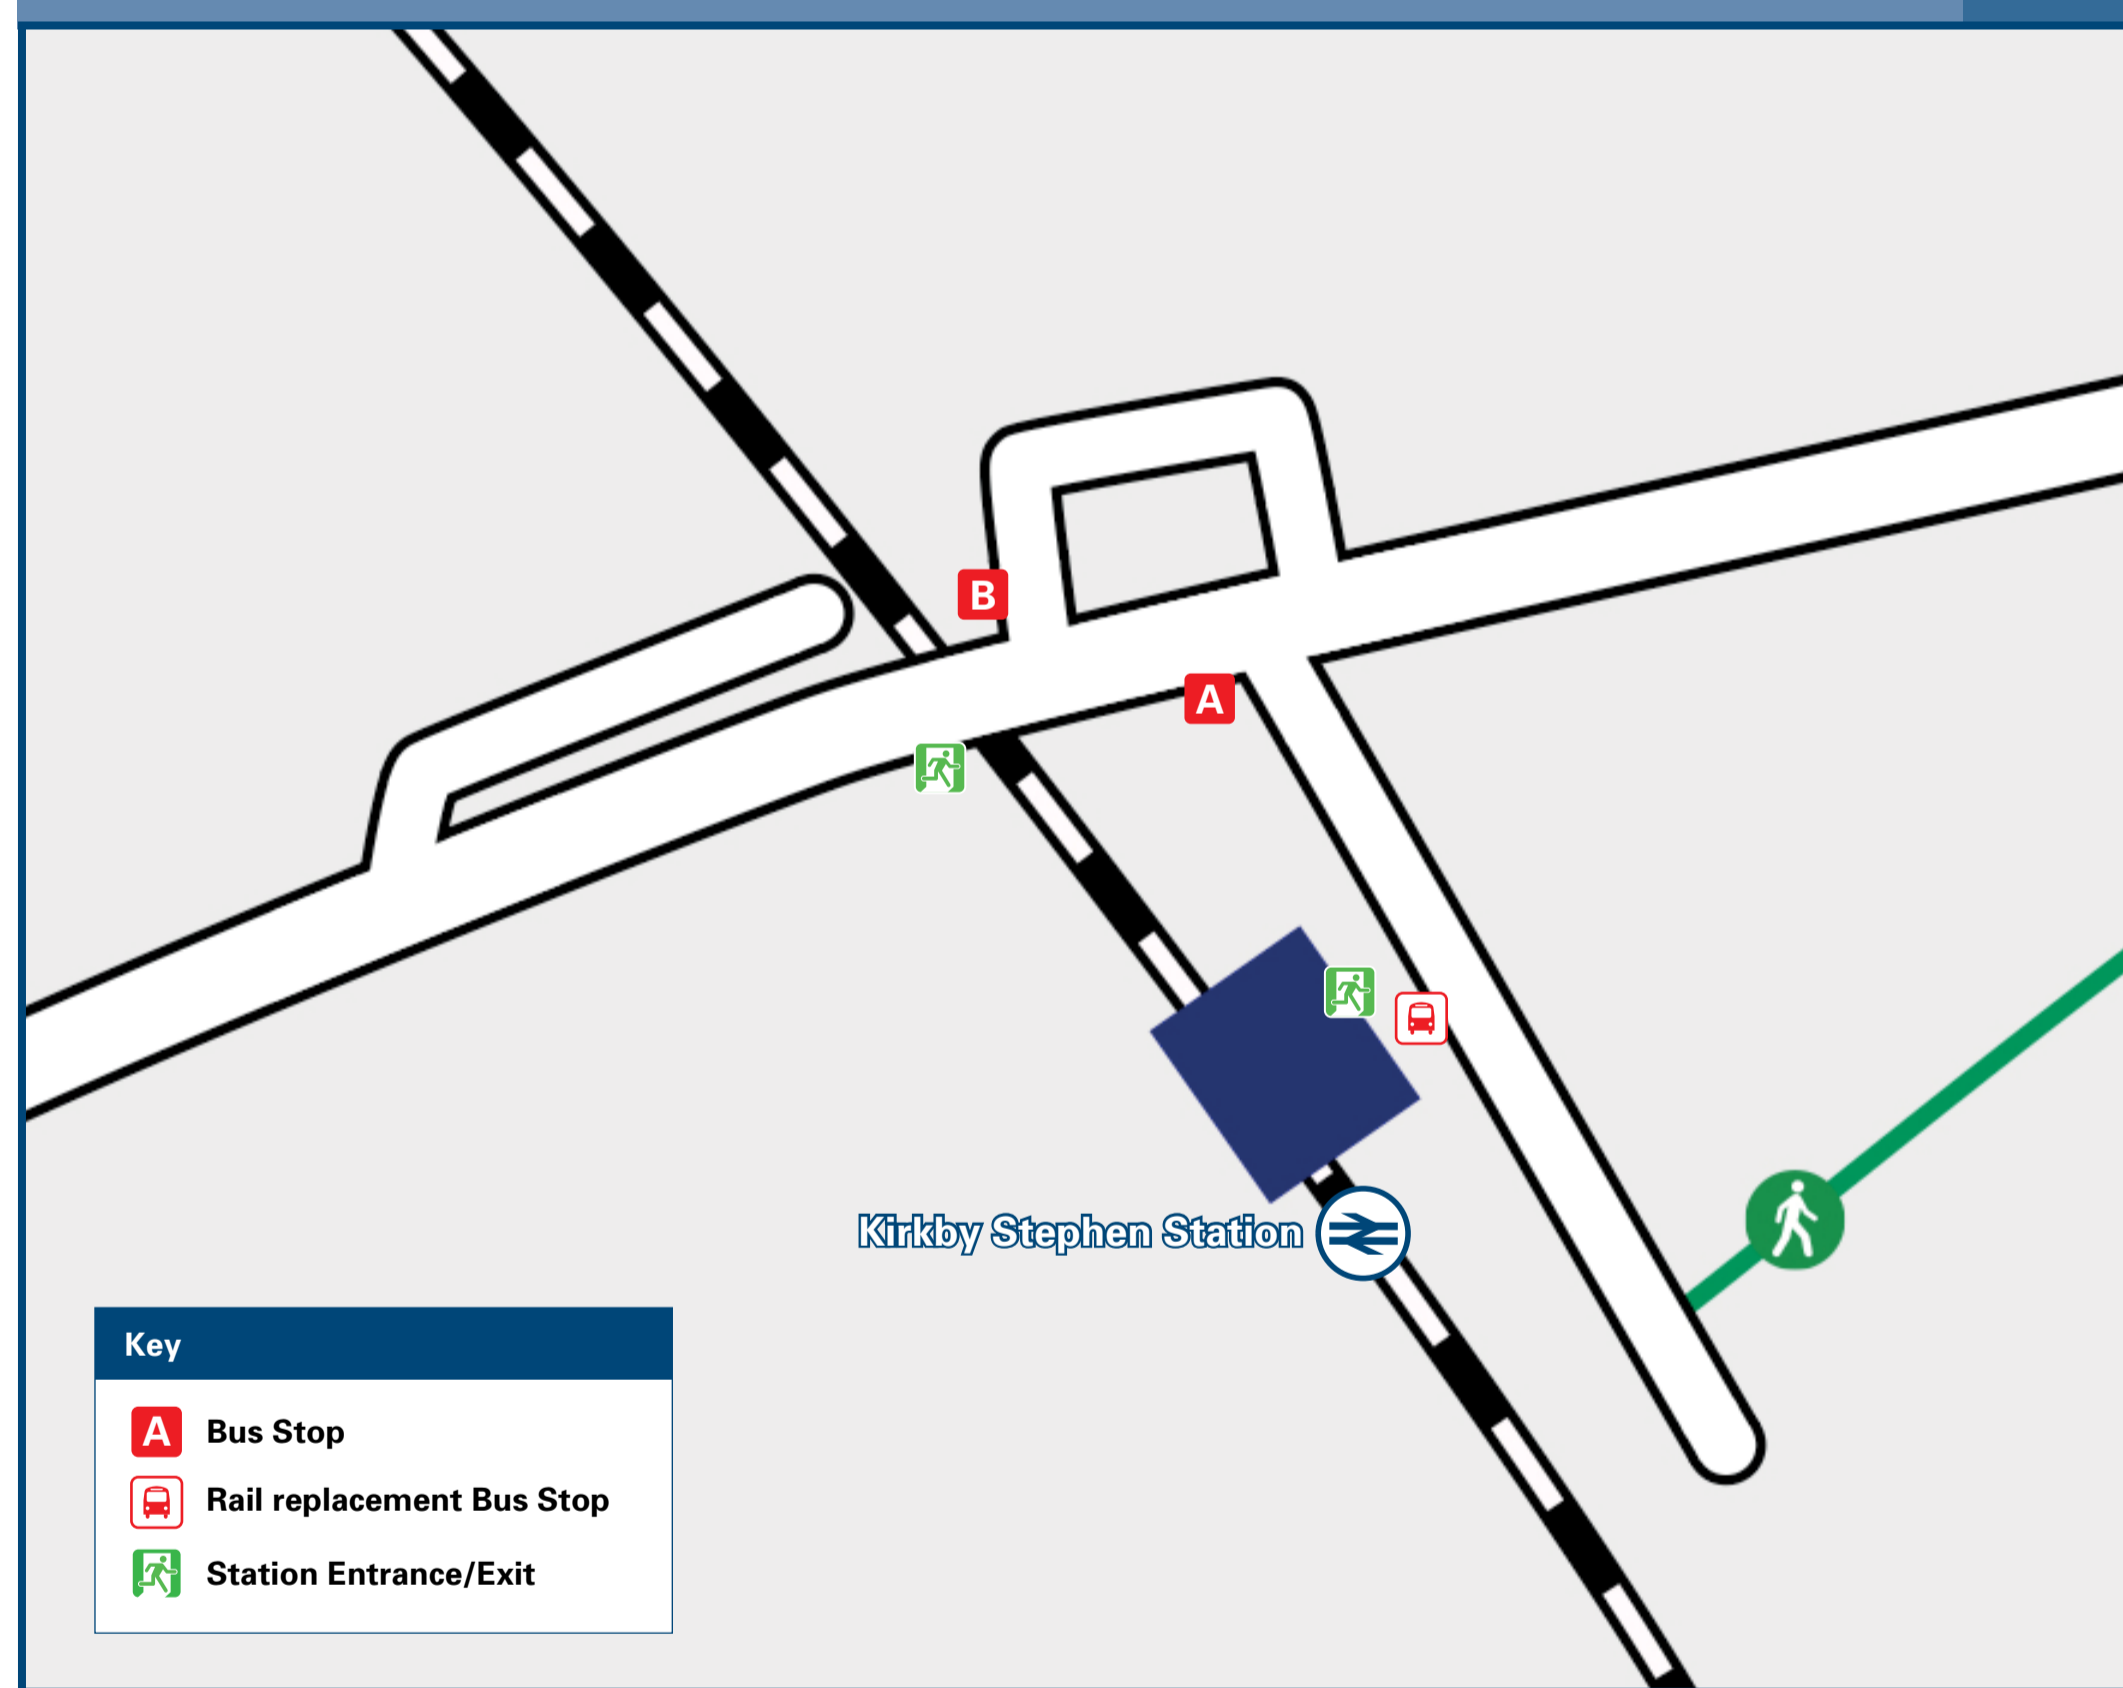 B
A
Kirkby Stephen Station
Key
A Bus Stop
Rail replacement Bus Stop
Station Entrance/Exit